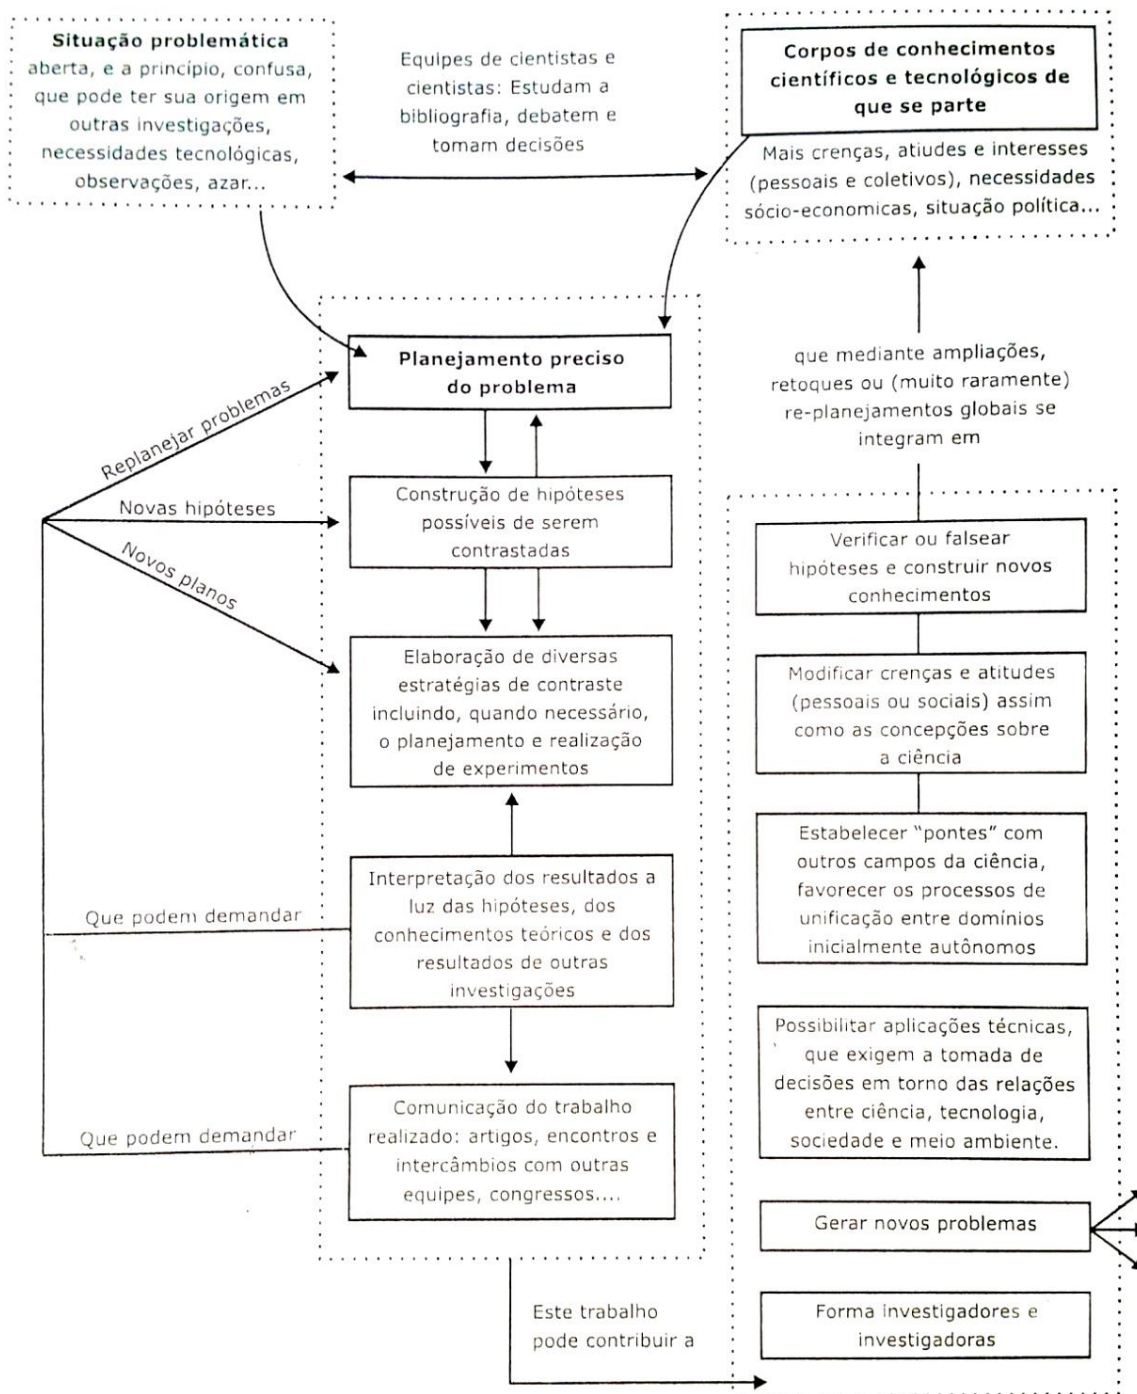 Situação problemática
aberta, e a princípio, confusa,
que pode ter sua origem em
outras investigações,
necessidades tecnológicas,
observações, azar...
Equipes de cientistas e
cientistas: Estudam a
bibliografia, debatem e
tomam decisões
Corpos de conhecimentos
científicos e tecnológicos de
que se parte
Mais crenças, atiudes e interesses
(pessoais e coletivos), necessidades
sócio-economicas, situação política...
Planejamento preciso
do problema
Replanejar problemas
Novas hipóteses
Novos planos
Construção de hipóteses
possíveis de serem
contrastadas
Elaboração de diversas
estratégias de contraste
incluindo, quando necessário,
o planejamento e realização
de experimentos
Interpretação dos resultados a
luz das hipóteses, dos
conhecimentos teóricos e dos
resultados de outras
investigações
Que podem demandar
Comunicação do trabalho
realizado: artigos, encontros e
intercâmbios com outras
equipes, congressos....
Que podem demandar
Este trabalho
pode contribuir a
que mediante ampliações,
retoques ou (muito raramente)
re-planejamentos globais se
integram em
Verificar ou falsear
hipóteses e construir novos
conhecimentos
Modificar crenças e atitudes
(pessoais ou sociais) assim
como as concepções sobre
a ciência
Estabelecer "pontes" com
outros campos da ciência,
favorecer os processos de
unificação entre domínios
inicialmente autônomos
Possibilitar aplicações técnicas,
que exigem a tomada de
decisões em torno das relações
entre ciência, tecnologia,
sociedade e meio ambiente.
Gerar novos problemas
Forma investigadores e
investigadoras